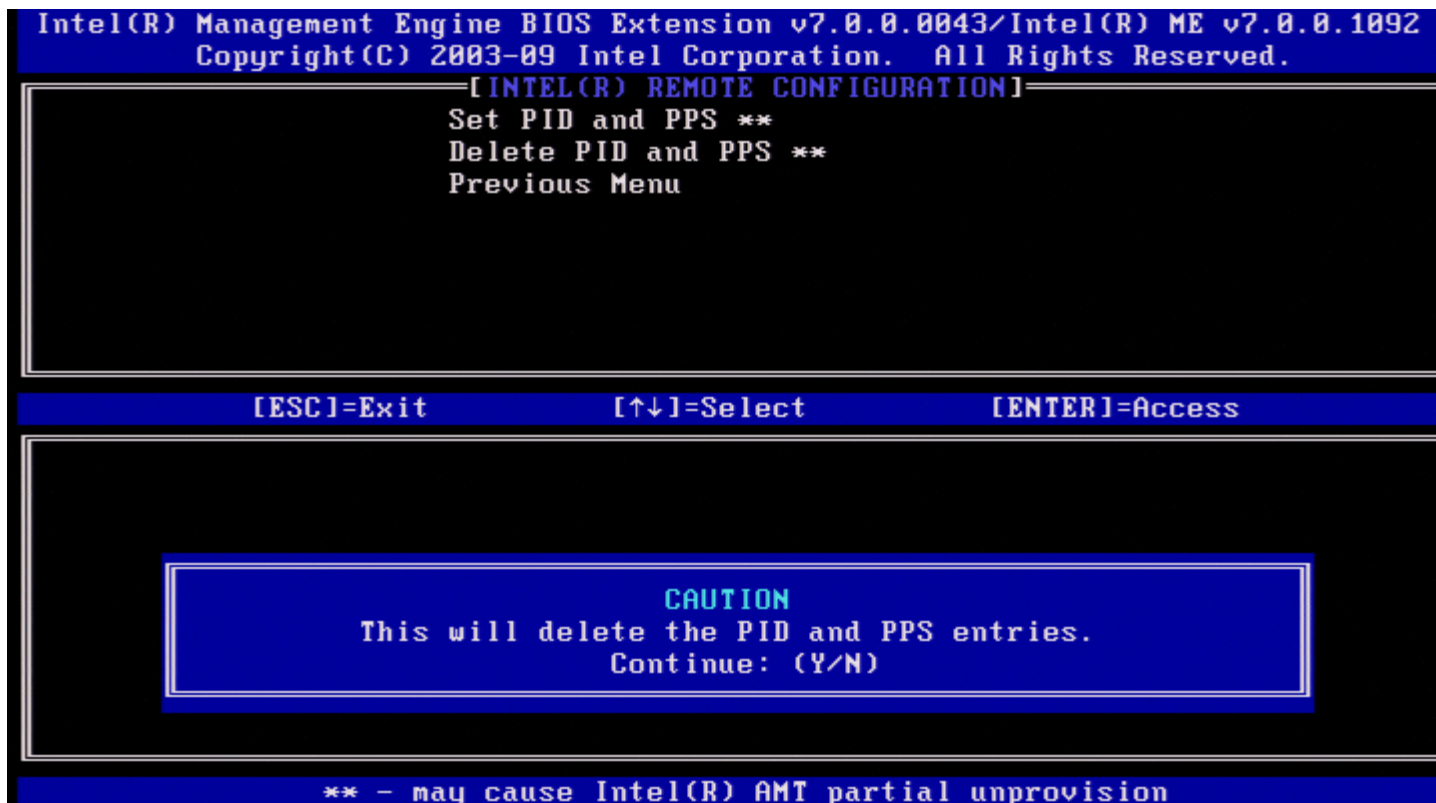 Intel(R) Management Engine BIOS Extension v7.0.0.0043/Intel(R) ME v7.0.0.1092
Copyright(C) 2003-09 Intel Corporation. All Rights Reserved.
[INTEL(R) REMOTE CONFIGURATION]
Set PID and PPS **
Delete PID and PPS **
Previous Menu
[ESC]=Exit [↑↓]=Select [ENTER]=Access
CAUTION
This will delete the PID and PPS entries.
Continue: (Y/N)
** - may cause Intel(R) AMT partial unprovision